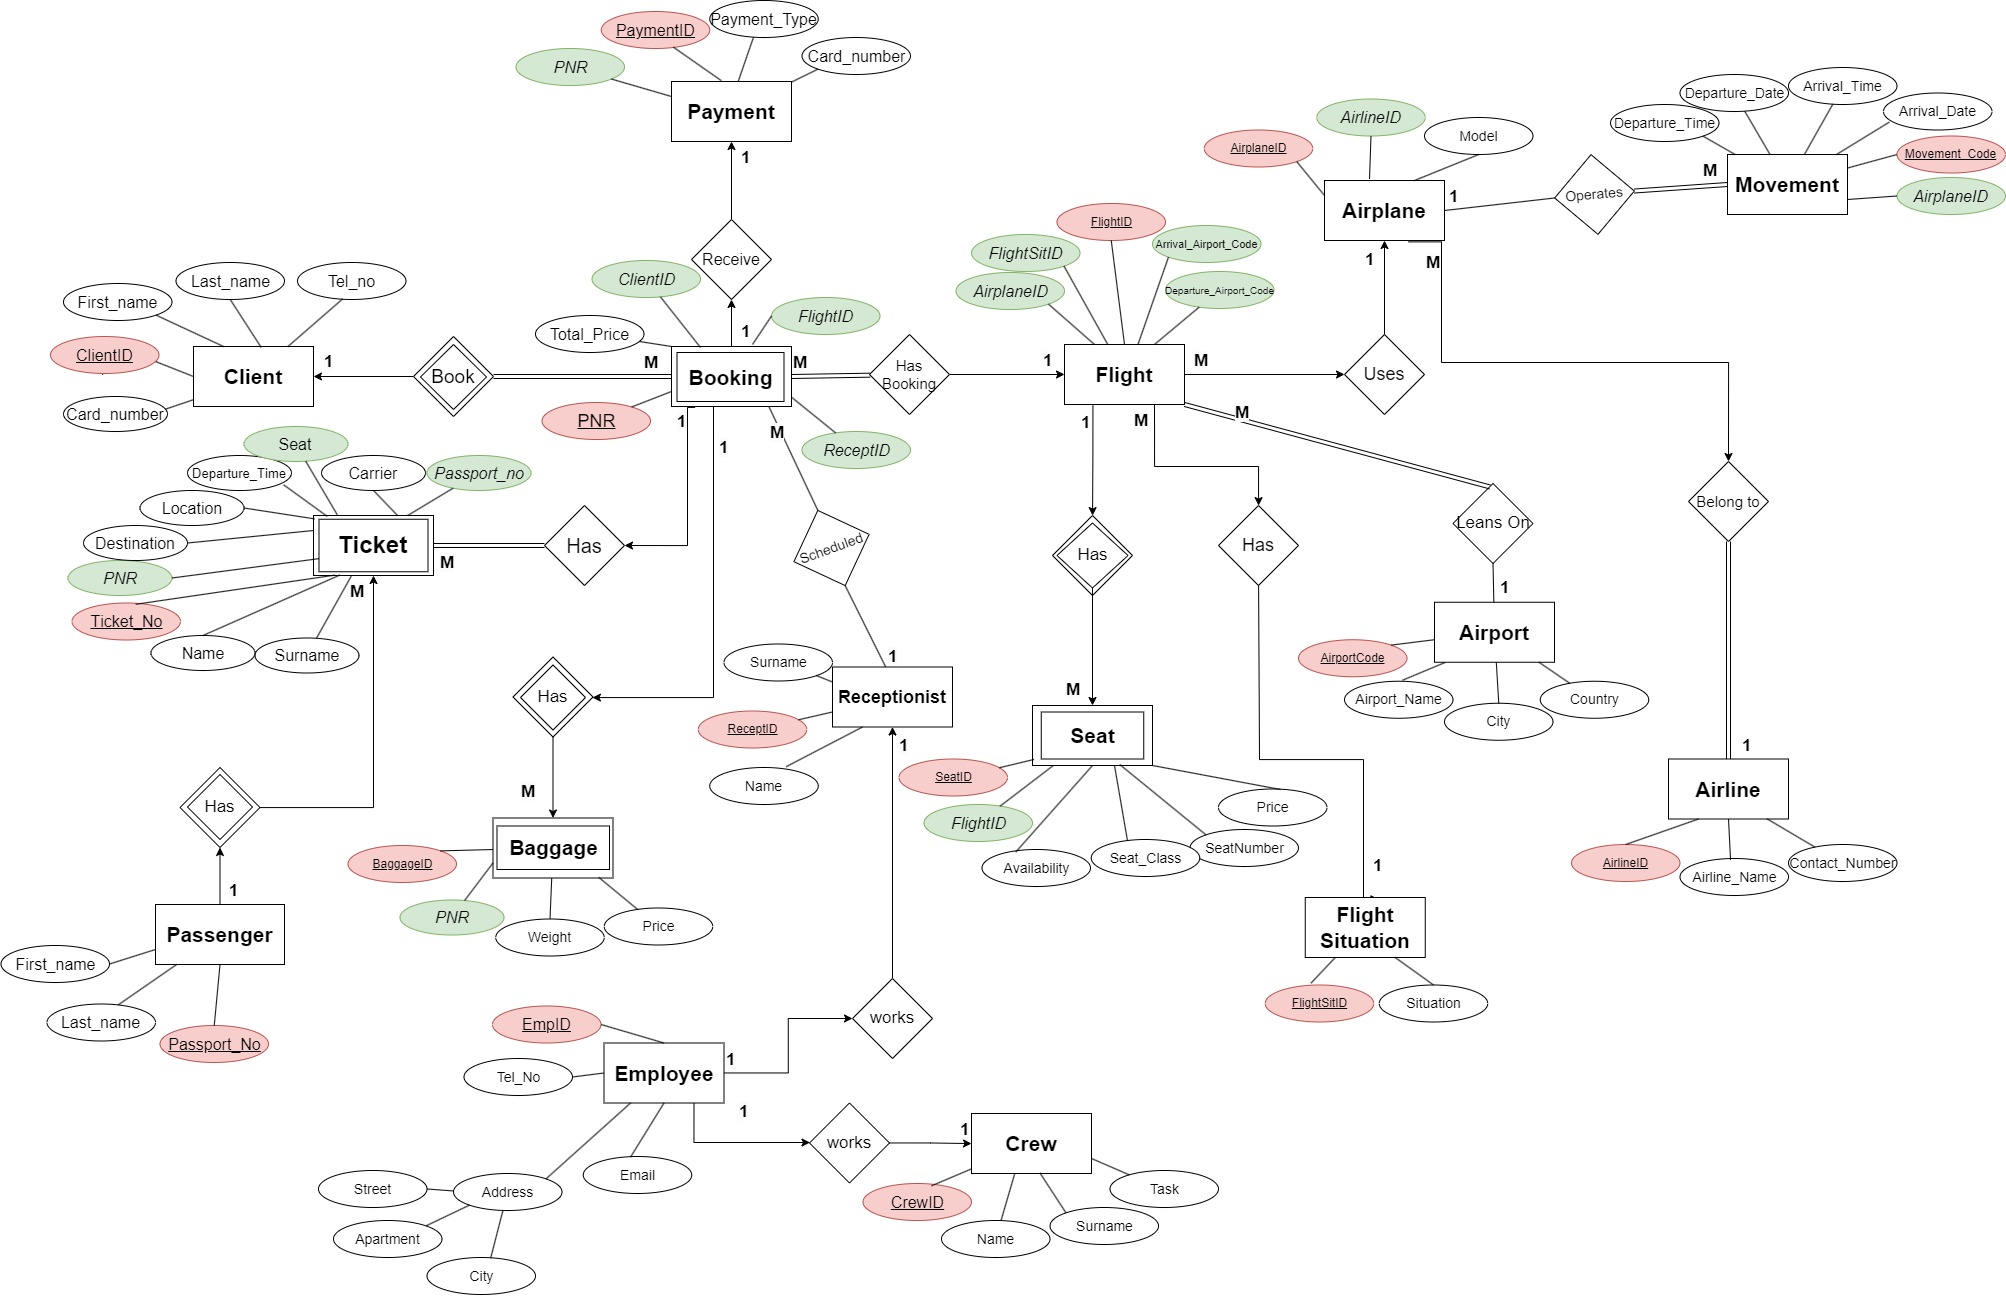 PaymentID
Payment_Type
PNR
Card_number
Payment
1
Receive
1
ClientID
FlightID
Total_Price
M
Booking
M
PNR
ReceptID
1
1
M
First_name
Last_name
Tel_no
ClientID
Client
1
Card_number
Book
Has
Booking
1
Seat
Departure_Time
Carrier
Passport_no
Location
Destination
PNR
Ticket_No
Name
Surname
Ticket
M
M
Has
Scheduled
Has
Passenger
1
First_name
Last_name
Passport_No
Has
M
Baggage
BaggageID
PNR
Weight
Price
1
Receptionist
Surname
ReceptID
Name
1
works
EmpID
Tel_No
Employee
1
1
Address
Street
Apartment
City
Email
works
1
Crew
CrewID
Name
Surname
Task
FlightID
FlightSitID
AirplaneID
Arrival_Airport_Code
Departure_Airport_Code
Flight
M
M
1
M
Has
M
Seat
SeatID
FlightID
Availability
Seat_Class
SeatNumber
Price
Has
1
Flight
Situation
FlightSitID
Situation
Leans On
1
Airport
AirportCode
Airport_Name
City
Country
Uses
1
AirlineID
AirplaneID
Model
Airplane
1
M
Operates
M
Movement
Departure_Time
Departure_Date
Arrival_Time
Arrival_Date
Movement_Code
AirplaneID
Belong to
1
Airline
AirlineID
Airline_Name
Contact_Number